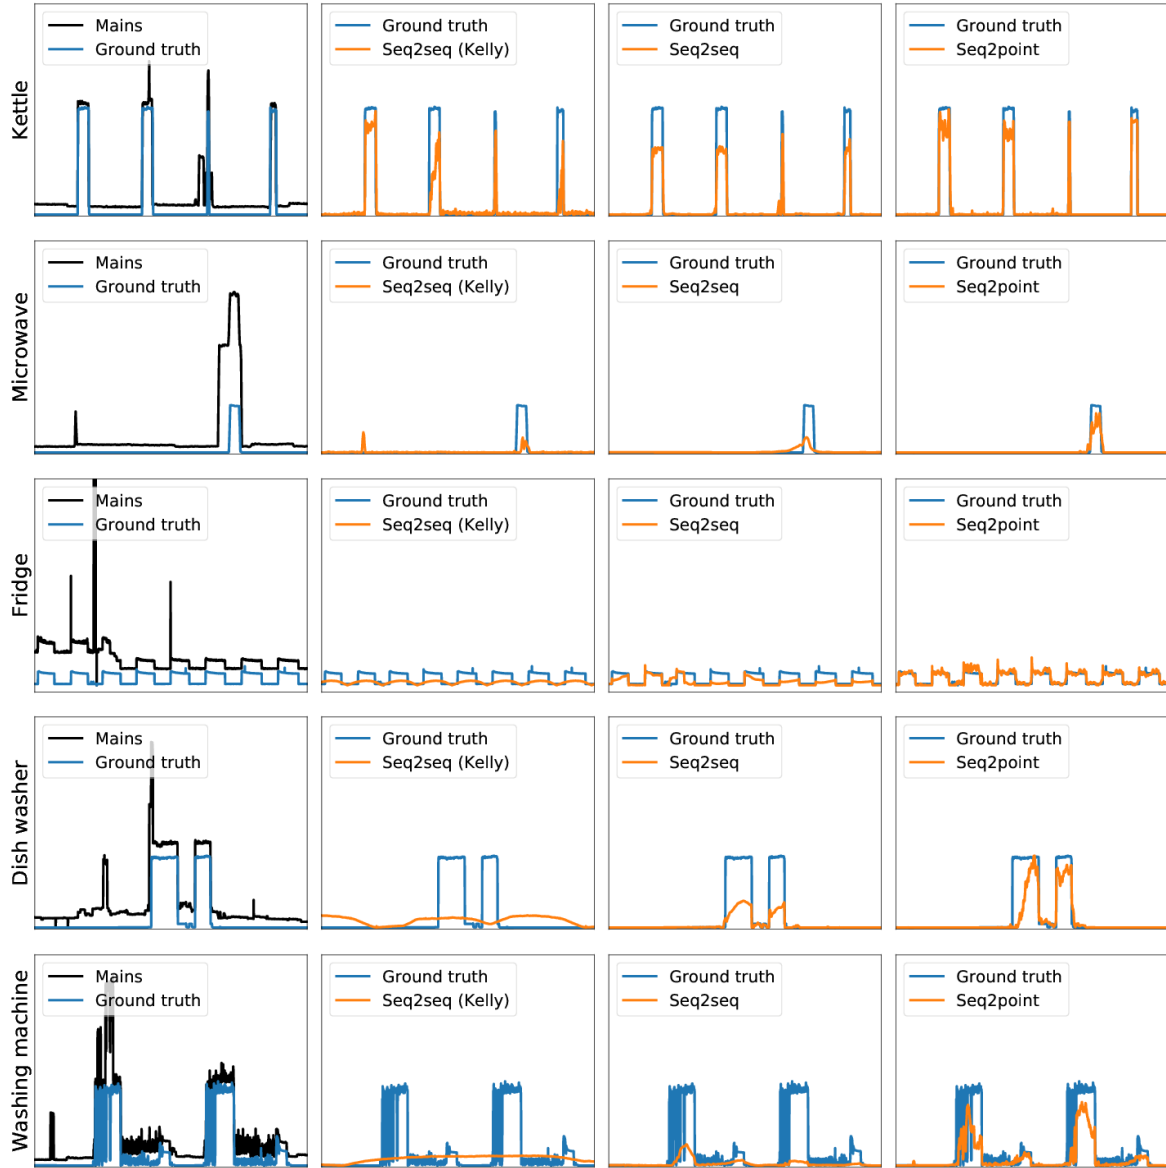 Kettle
Mains
Ground truth
Ground truth
Seq2seq (Kelly)
Ground truth
Seq2seq
Ground truth
Seq2point
Microwave
Mains
Ground truth
Ground truth
Seq2seq (Kelly)
Ground truth
Seq2seq
Ground truth
Seq2point
Fridge
Mains
Ground truth
Ground truth
Seq2seq (Kelly)
Ground truth
Seq2seq
Ground truth
Seq2point
Dish washer
Mains
Ground truth
Ground truth
Seq2seq (Kelly)
Ground truth
Seq2seq
Ground truth
Seq2point
Washing machine
Mains
Ground truth
Ground truth
Seq2seq (Kelly)
Ground truth
Seq2seq
Ground truth
Seq2point